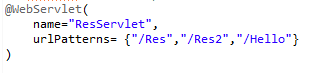 @WebServlet(
name="ResServlet",
urlPatterns= {"/Res","/Res2","/Hello"}
)